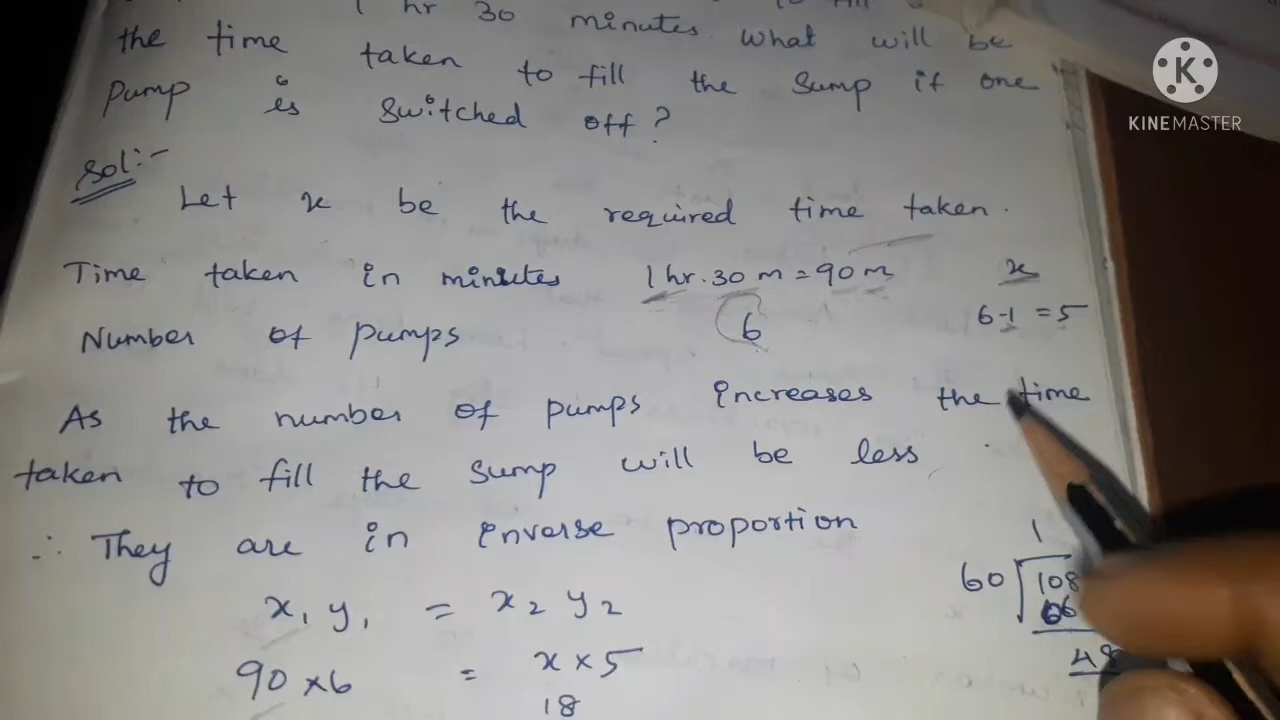 1 hr 30 minutes. What will be
the time taken to fill the sump if one
pump is switched off?
Sol:-
Let x be the required time taken.
Time taken in minutes 1 hr. 30 m = 90 m x
Number of pumps 6 6-1 = 5
As the number of pumps increases the time
taken to fill the sump will be less
∴ They are in inverse proportion
x₁ y₁ = x₂ y₂
90 × 6 = x × 5
18
1
60 108
48
K
KINEMASTER